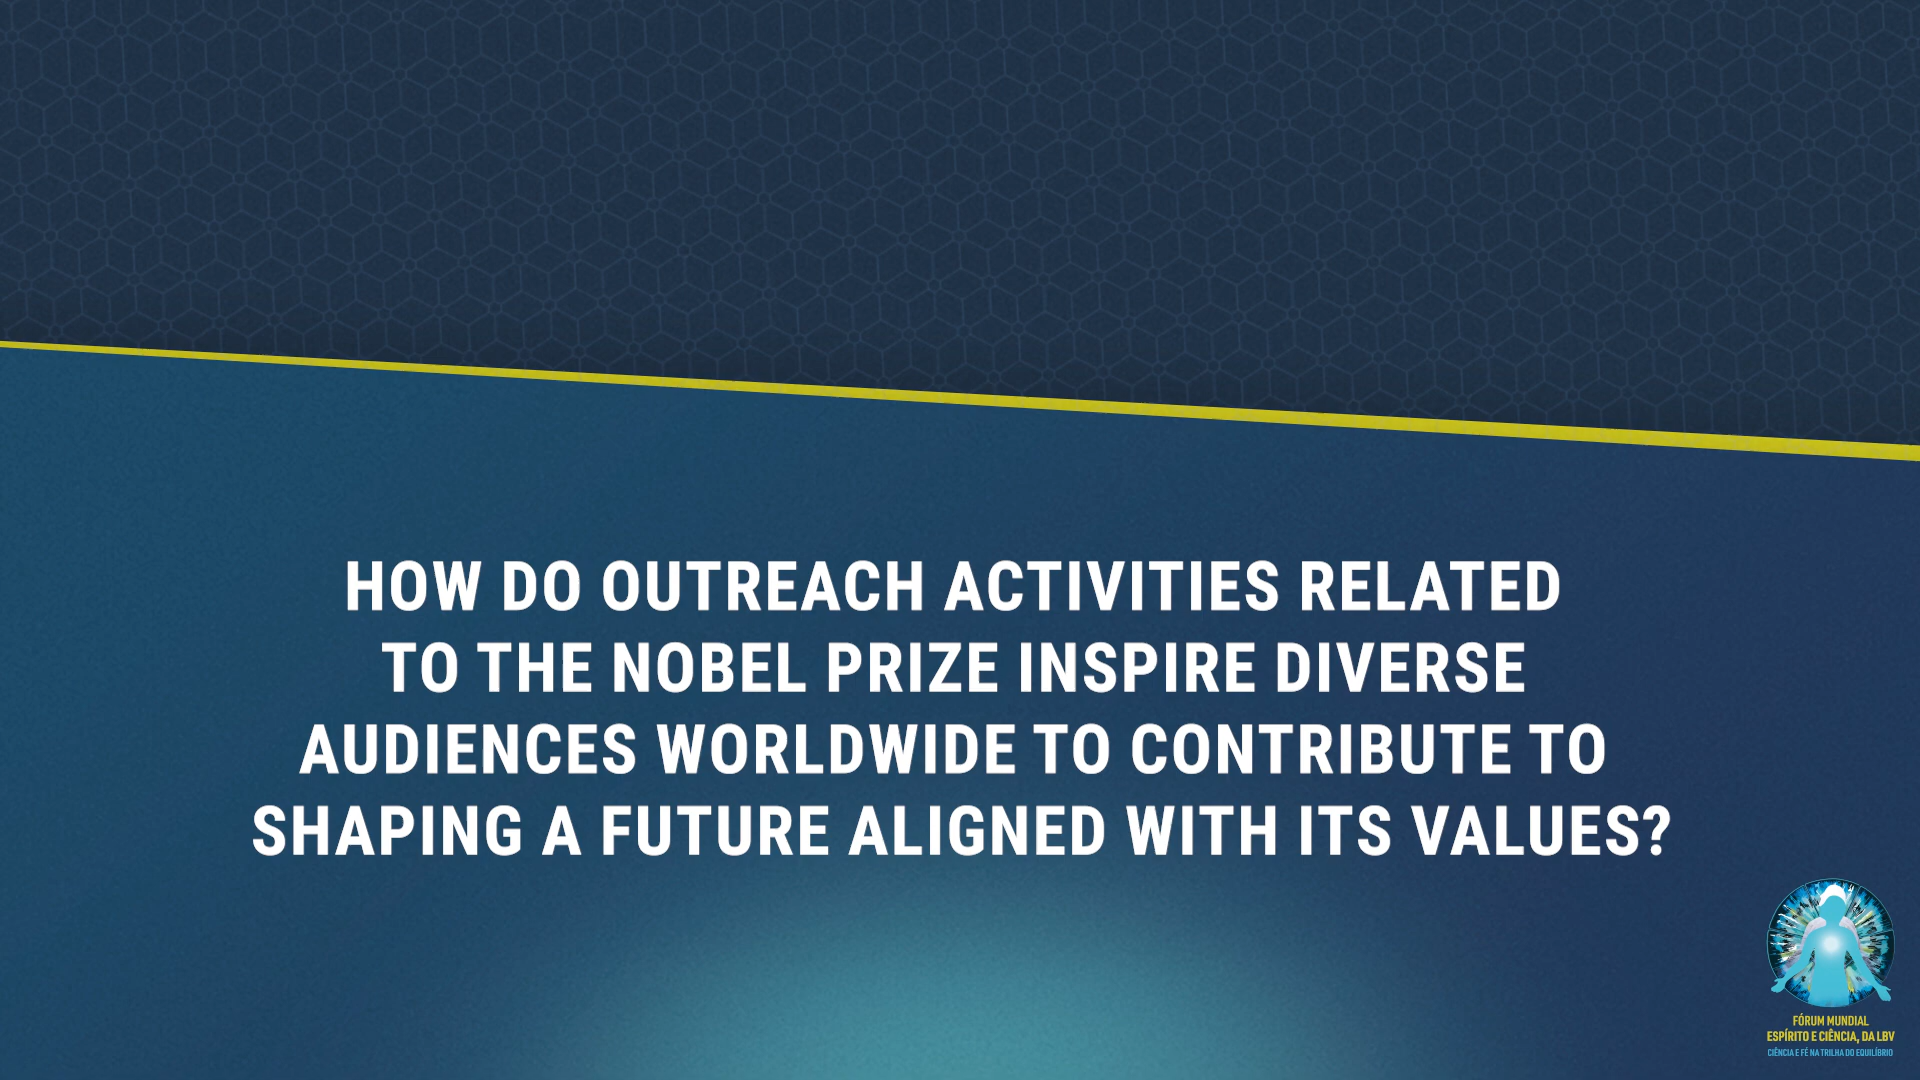 HOW DO OUTREACH ACTIVITIES RELATED
TO THE NOBEL PRIZE INSPIRE DIVERSE
AUDIENCES WORLDWIDE TO CONTRIBUTE TO
SHAPING A FUTURE ALIGNED WITH ITS VALUES?
FÓRUM MUNDIAL
ESPÍRITO E CIÊNCIA, DA LBV
CIÊNCIA E FÉ NA TRILHA DO EQUILÍBRIO